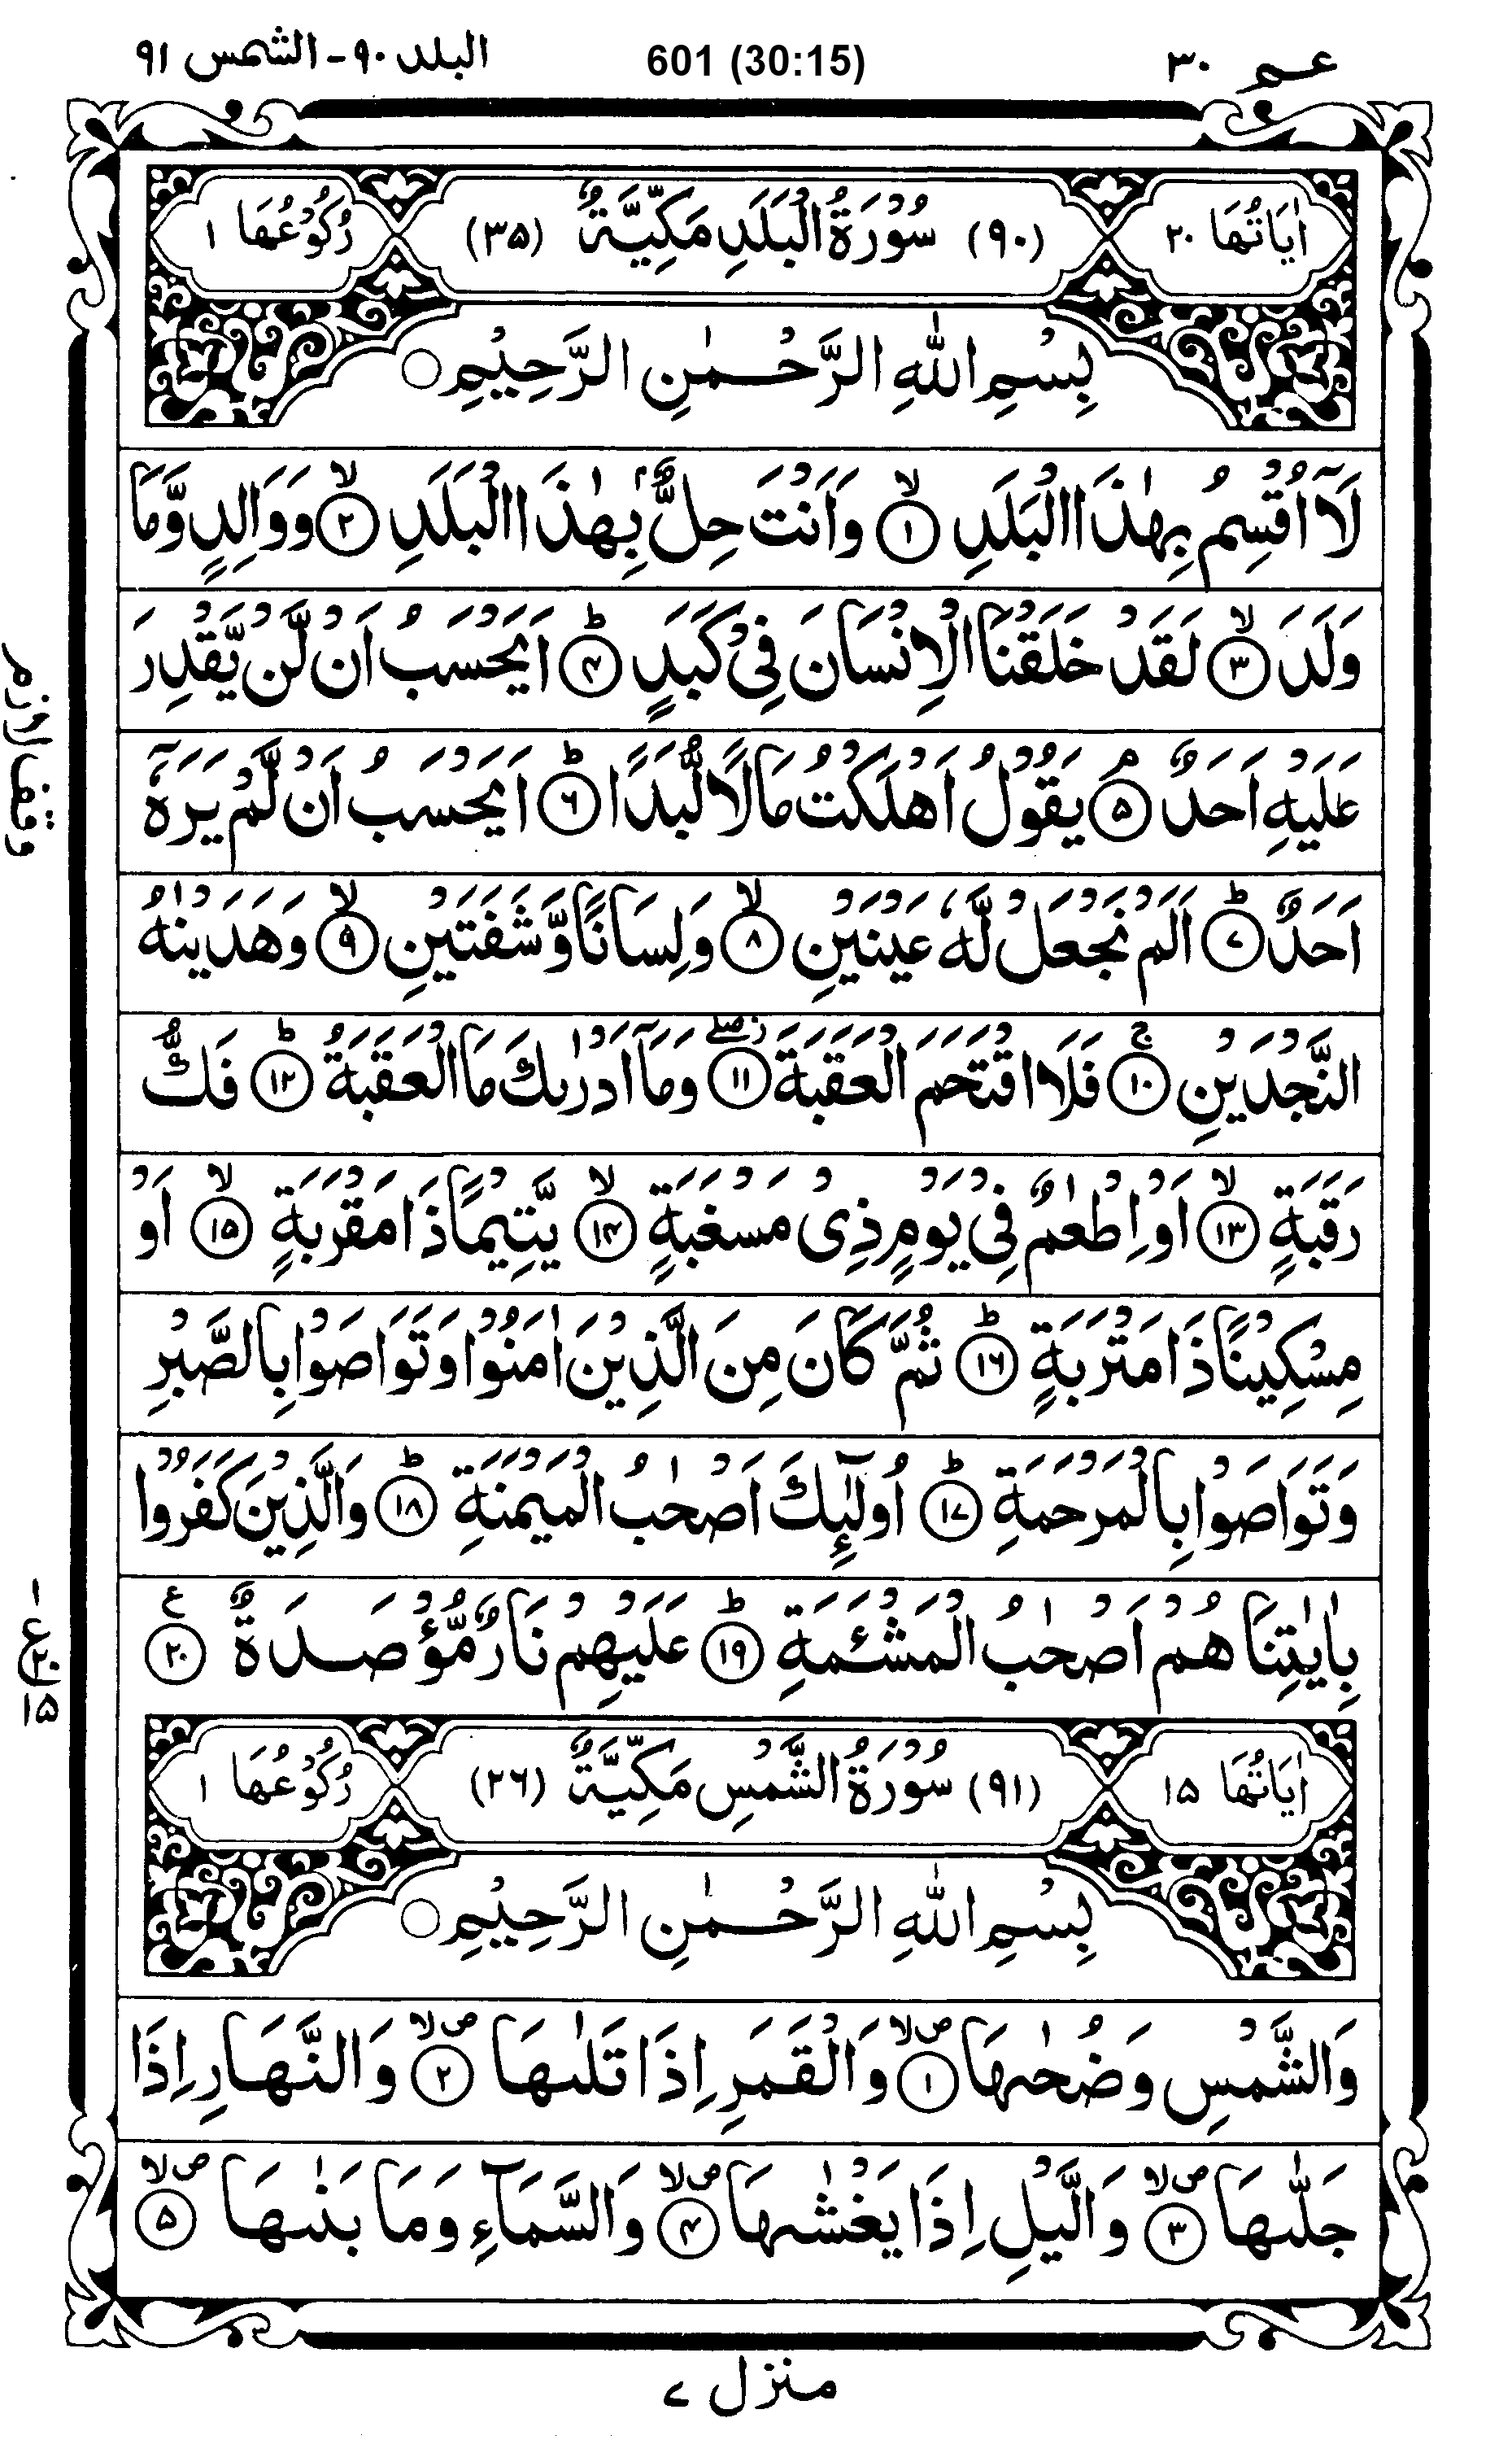 عـم ٣٠ 601 (30:15) البلد ٩٠ - الشمس ٩١
اٰيَاتُهَا ٢٠ (٩٠) سُوْرَةُ الْبَلَدِ مَكِّيَّةٌ (٣٥) رُكُوْعُهَا ١
بِسْمِ اللّٰهِ الرَّحْمٰنِ الرَّحِيْمِ ○
لَاۤ اُقْسِمُ بِهٰذَا الْبَلَدِ ۙ﴿١﴾ وَاَنْتَ حِلٌّۢ بِهٰذَا الْبَلَدِ ۙ﴿٢﴾ وَوَالِدٍ وَّمَا
وَلَدَ ۙ﴿٣﴾ لَقَدْ خَلَقْنَا الْاِنْسَانَ فِيْ كَبَدٍ ؕ﴿٤﴾ اَيَحْسَبُ اَنْ لَّنْ يَّقْدِرَ
عَلَيْهِ اَحَدٌ ۘ﴿٥﴾ يَقُوْلُ اَهْلَكْتُ مَالًا لُّبَدًا ؕ﴿٦﴾ اَيَحْسَبُ اَنْ لَّمْ يَرَهٗۤ
اَحَدٌ ؕ﴿٧﴾ اَلَمْ نَجْعَلْ لَّهٗ عَيْنَيْنِ ۙ﴿٨﴾ وَلِسَانًا وَّشَفَتَيْنِ ۙ﴿٩﴾ وَهَدَيْنٰهُ
النَّجْدَيْنِ ۚ﴿١٠﴾ فَلَا اقْتَحَمَ الْعَقَبَةَ ۖ﴿١١﴾ وَمَاۤ اَدْرٰىكَ مَا الْعَقَبَةُ ؕ﴿١٢﴾ فَكُّ
رَقَبَةٍ ۙ﴿١٣﴾ اَوْ اِطْعٰمٌ فِيْ يَوْمٍ ذِيْ مَسْغَبَةٍ ۙ﴿١٤﴾ يَّتِيْمًا ذَا مَقْرَبَةٍ ۙ﴿١٥﴾ اَوْ
مِسْكِيْنًا ذَا مَتْرَبَةٍ ؕ﴿١٦﴾ ثُمَّ كَانَ مِنَ الَّذِيْنَ اٰمَنُوْا وَتَوَاصَوْا بِالصَّبْرِ
وَتَوَاصَوْا بِالْمَرْحَمَةِ ؕ﴿١٧﴾ اُولٰٓئِكَ اَصْحٰبُ الْمَيْمَنَةِ ؕ﴿١٨﴾ وَالَّذِيْنَ كَفَرُوْا
بِاٰيٰتِنَا هُمْ اَصْحٰبُ الْمَشْئَمَةِ ؕ﴿١٩﴾ عَلَيْهِمْ نَارٌ مُّؤْصَدَةٌ ﴿٢٠﴾ ع
اٰيَاتُهَا ١٥ (٩١) سُوْرَةُ الشَّمْسِ مَكِّيَّةٌ (٢٦) رُكُوْعُهَا ١
بِسْمِ اللّٰهِ الرَّحْمٰنِ الرَّحِيْمِ ○
وَالشَّمْسِ وَضُحٰىهَا ۪ۙ﴿١﴾ وَالْقَمَرِ اِذَا تَلٰىهَا ۪ۙ﴿٢﴾ وَالنَّهَارِ اِذَا
جَلّٰىهَا ۪ۙ﴿٣﴾ وَالَّيْلِ اِذَا يَغْشٰىهَا ۪ۙ﴿٤﴾ وَالسَّمَآءِ وَمَا بَنٰىهَا ۪ۙ﴿٥﴾
وقف لازم
١
ع ٢٠
١٥
منزل ٧